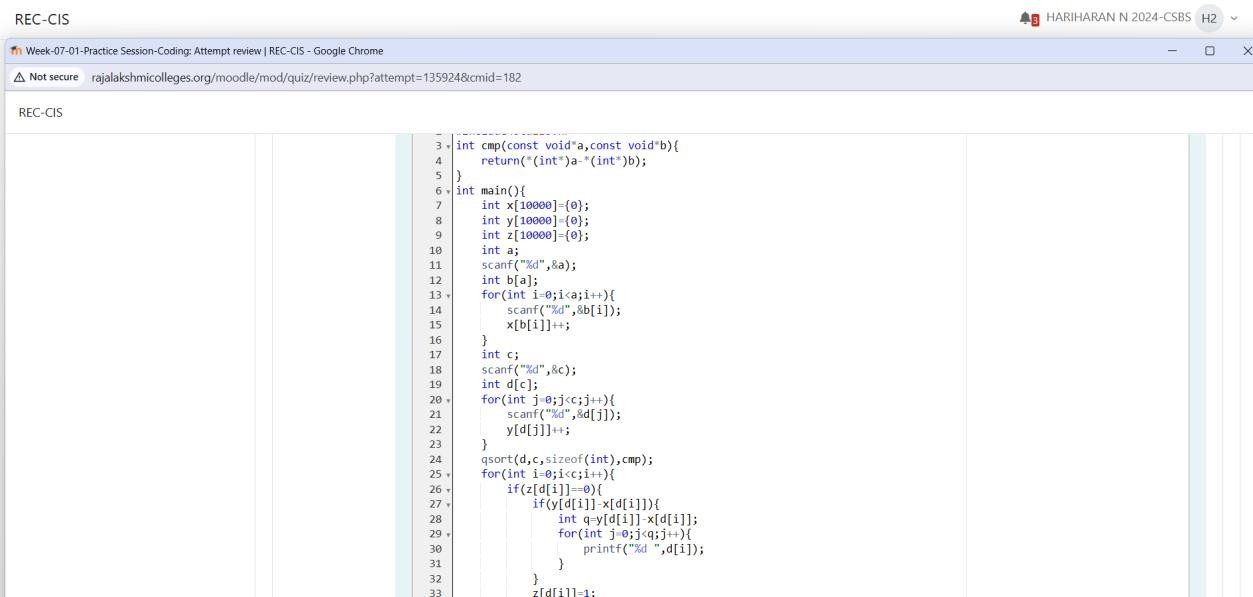 REC-CIS
3 HARIHARAN N 2024-CSBS H2
Week-07-01-Practice Session-Coding: Attempt review | REC-CIS - Google Chrome
Not secure rajalakshmicolleges.org/moodle/mod/quiz/review.php?attempt=135924&cmid=182
REC-CIS
3 int cmp(const void*a,const void*b){
4 return(*(int*)a-*(int*)b);
5 }
6 int main(){
7 int x[10000]={0};
8 int y[10000]={0};
9 int z[10000]={0};
10 int a;
11 scanf("%d",&a);
12 int b[a];
13 for(int i=0;i<a;i++){
14 scanf("%d",&b[i]);
15 x[b[i]]++;
16 }
17 int c;
18 scanf("%d",&c);
19 int d[c];
20 for(int j=0;j<c;j++){
21 scanf("%d",&d[j]);
22 y[d[j]]++;
23 }
24 qsort(d,c,sizeof(int),cmp);
25 for(int i=0;i<c;i++){
26 if(z[d[i]]==0){
27 if(y[d[i]]-x[d[i]]){
28 int q=y[d[i]]-x[d[i]];
29 for(int j=0;j<q;j++){
30 printf("%d ",d[i]);
31 }
32 }
33 z[d[i]]=1;